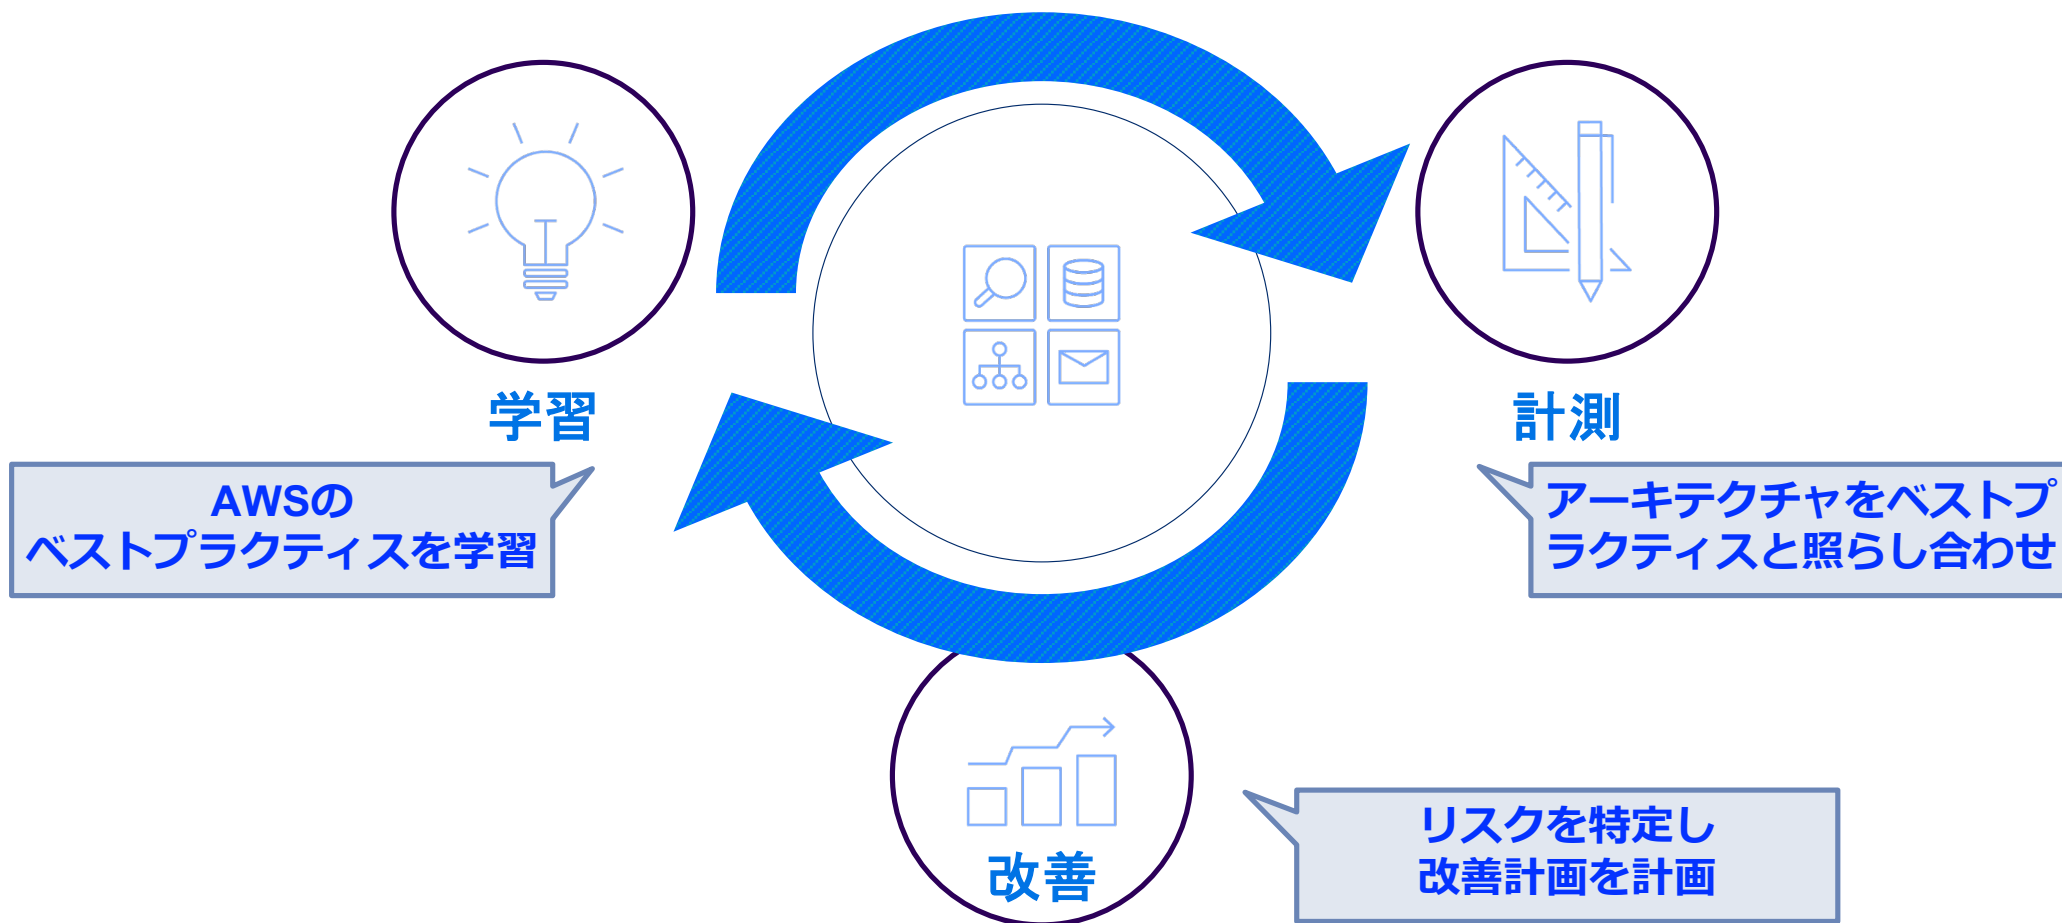 学習
計測
AWSの
ベストプラクティスを学習
アーキテクチャをベストプ
ラクティスと照らし合わせ
改善
リスクを特定し
改善計画を計画